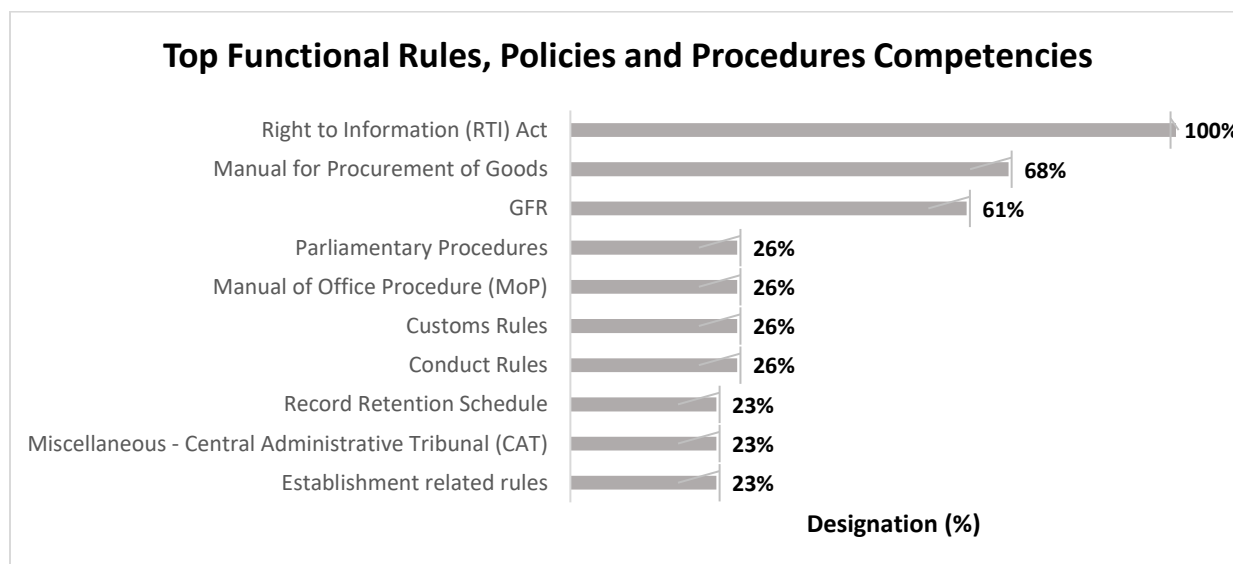 Top Functional Rules, Policies and Procedures Competencies
Right to Information (RTI) Act 100%
Manual for Procurement of Goods 68%
GFR 61%
Parliamentary Procedures 26%
Manual of Office Procedure (MoP) 26%
Customs Rules 26%
Conduct Rules 26%
Record Retention Schedule 23%
Miscellaneous - Central Administrative Tribunal (CAT) 23%
Establishment related rules 23%
Designation (%)